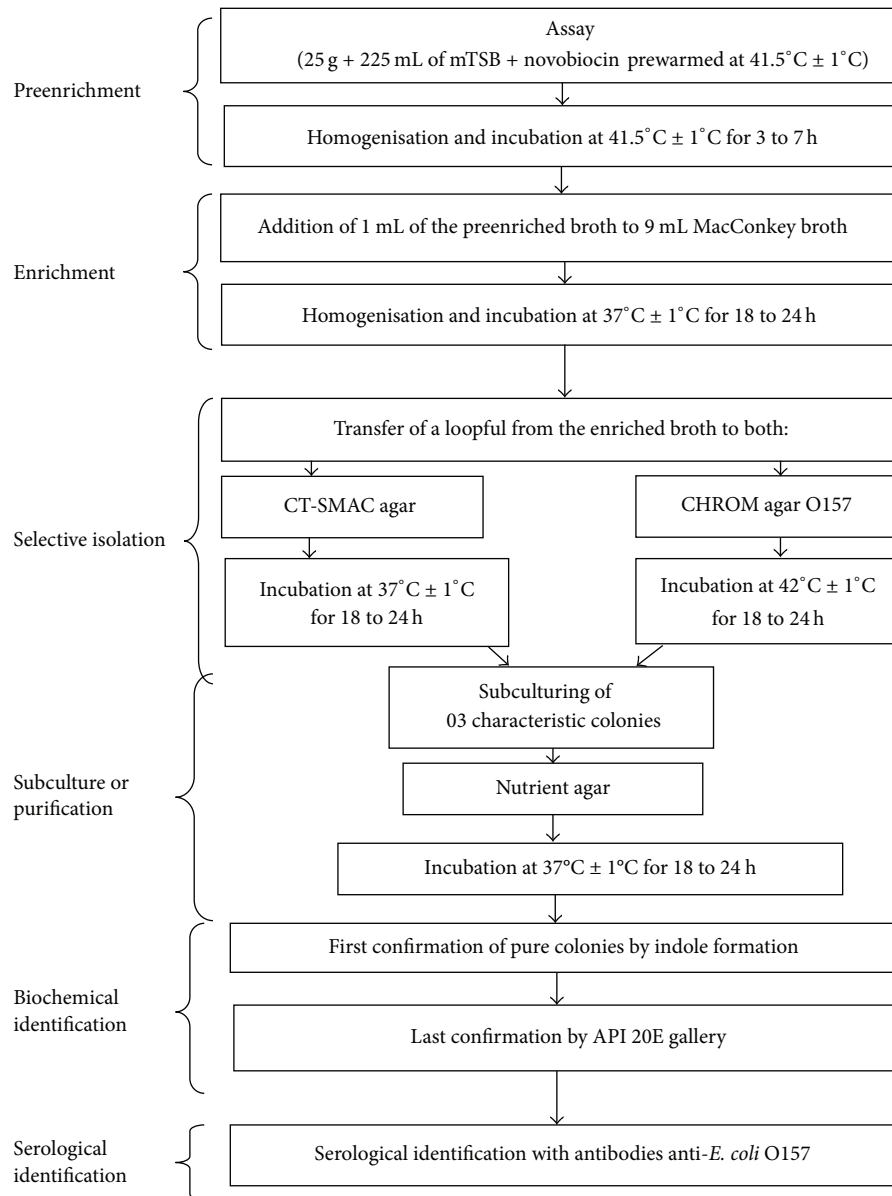 Assay
(25 g + 225 mL of mTSB + novobiocin prewarmed at 41.5°C ± 1°C)
Preenrichment
Homogenisation and incubation at 41.5°C ± 1°C for 3 to 7 h
Addition of 1 mL of the preenriched broth to 9 mL MacConkey broth
Enrichment
Homogenisation and incubation at 37°C ± 1°C for 18 to 24 h
Transfer of a loopful from the enriched broth to both:
CT-SMAC agar
CHROM agar O157
Selective isolation
Incubation at 37°C ± 1°C
for 18 to 24 h
Incubation at 42°C ± 1°C
for 18 to 24 h
Subculturing of
03 characteristic colonies
Subculture or
purification
Nutrient agar
Incubation at 37°C ± 1°C for 18 to 24 h
First confirmation of pure colonies by indole formation
Biochemical
identification
Last confirmation by API 20E gallery
Serological
identification
Serological identification with antibodies anti-E. coli O157